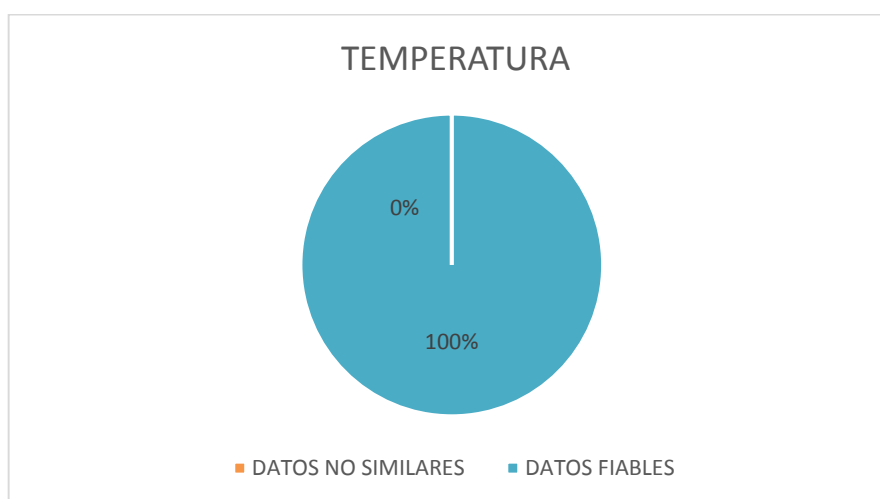 TEMPERATURA
0%
100%
DATOS NO SIMILARES DATOS FIABLES